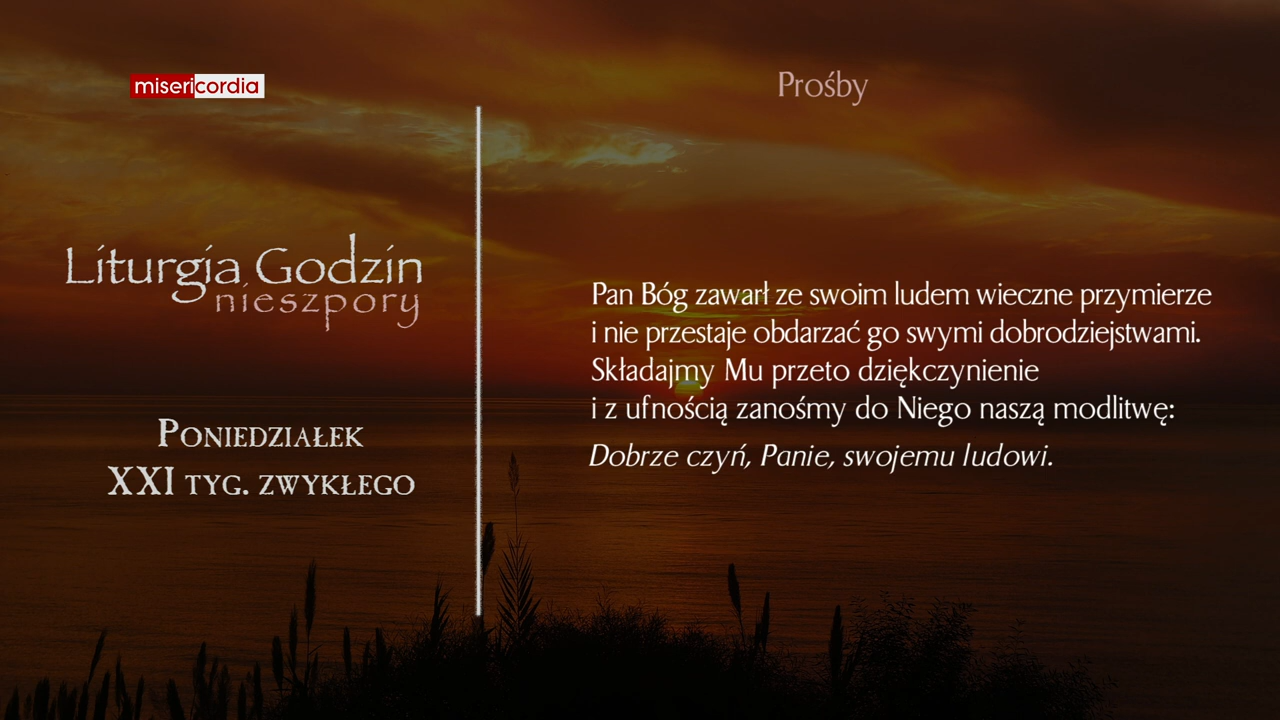 misericordia
Liturgia Godzin
nieszpory
Poniedziałek
XXI tyg. zwykłego
Prośby
Pan Bóg zawarł ze swoim ludem wieczne przymierze
i nie przestaje obdarzać go swymi dobrodziejstwami.
Składajmy Mu przeto dziękczynienie
i z ufnością zanośmy do Niego naszą modlitwę:
Dobrze czyń, Panie, swojemu ludowi.